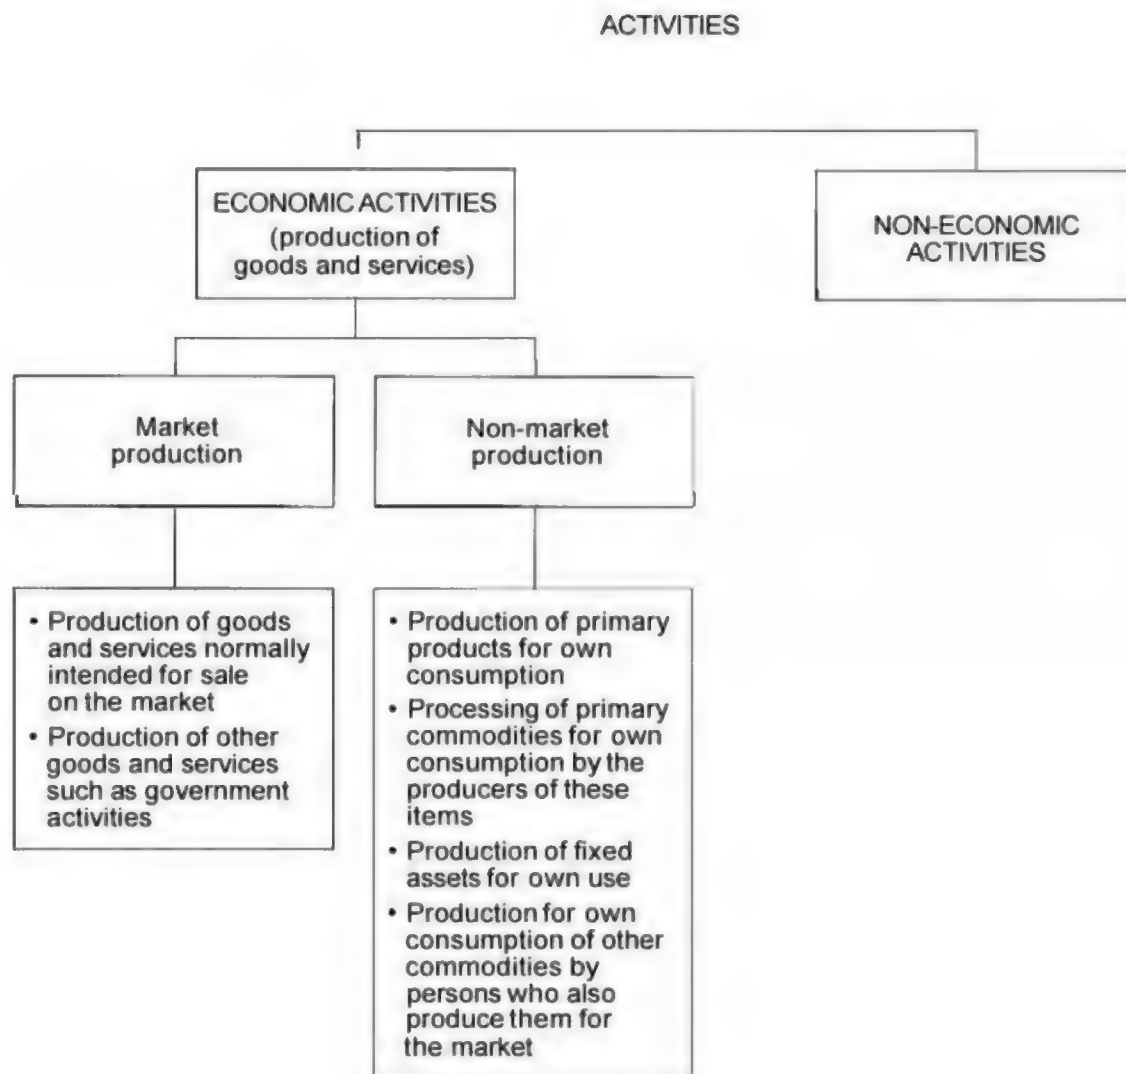 ACTIVITIES
ECONOMIC ACTIVITIES
(production of
goods and services)
NON-ECONOMIC
ACTIVITIES
Market
production
Non-market
production
• Production of goods
and services normally
intended for sale
on the market
• Production of other
goods and services
such as government
activities
• Production of primary
products for own
consumption
• Processing of primary
commodities for own
consumption by the
producers of these
items
• Production of fixed
assets for own use
• Production for own
consumption of other
commodities by
persons who also
produce them for
the market